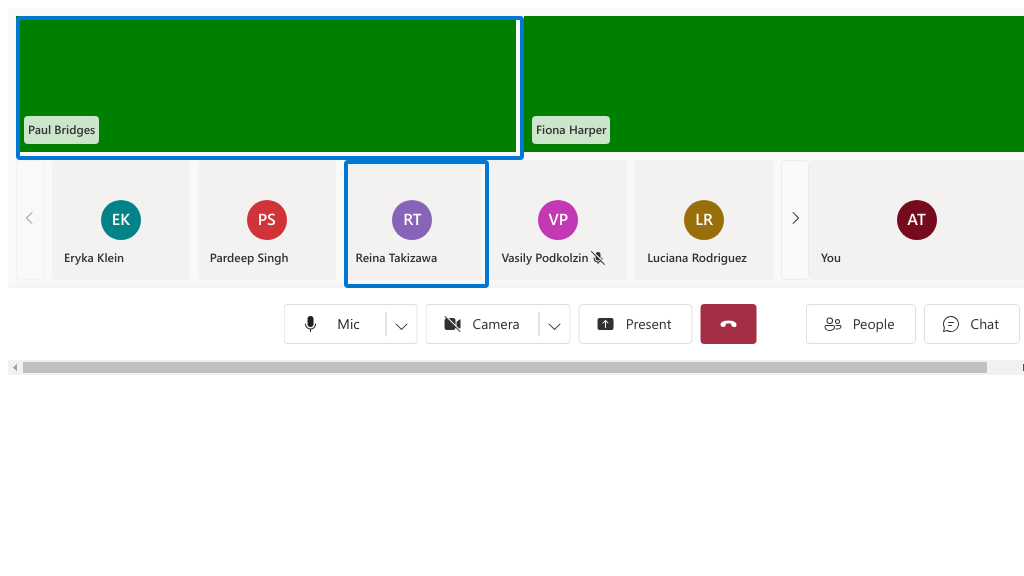 Paul Bridges
Fiona Harper
EK
PS
RT
VP
LR
AT
Eryka Klein
Pardeep Singh
Reina Takizawa
Vasily Podkolzin
Luciana Rodriguez
You
Mic
Camera
Present
People
Chat